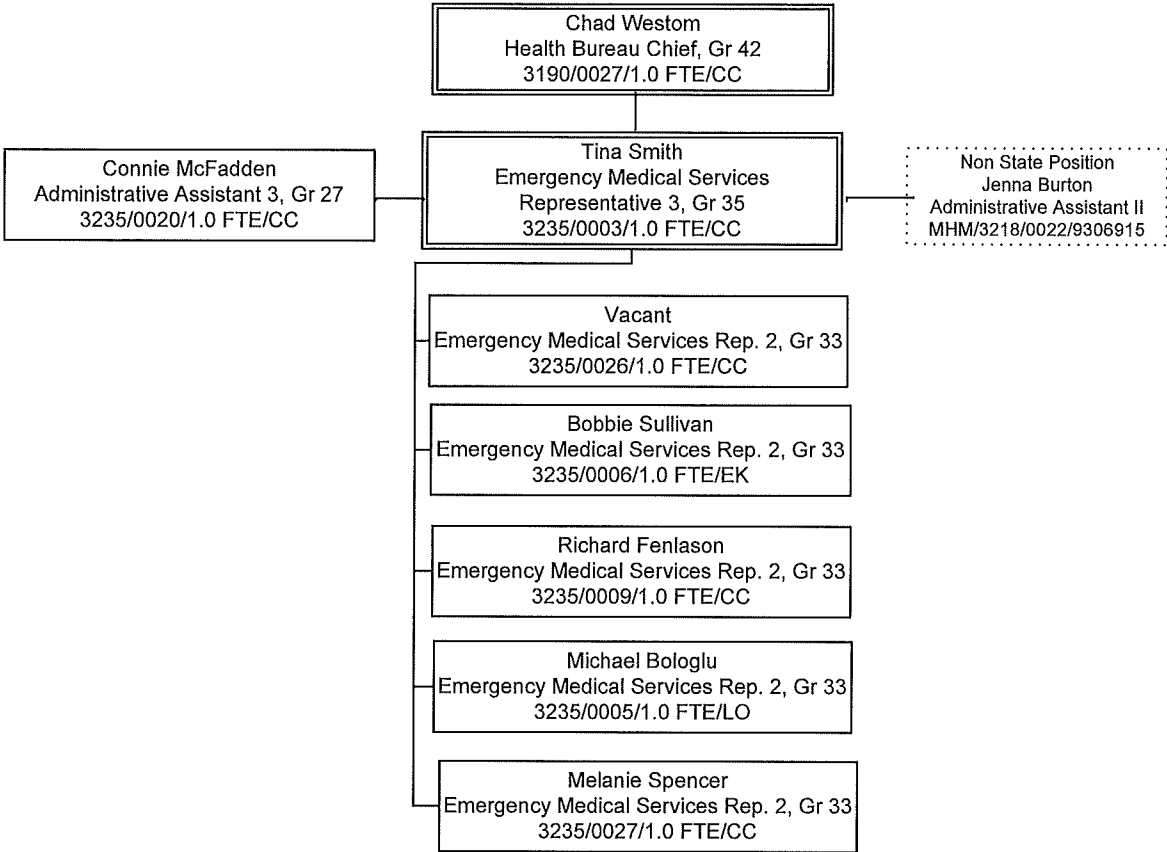 Chad Westom
Health Bureau Chief, Gr 42
3190/0027/1.0 FTE/CC
Connie McFadden
Administrative Assistant 3, Gr 27
3235/0020/1.0 FTE/CC
Tina Smith
Emergency Medical Services
Representative 3, Gr 35
3235/0003/1.0 FTE/CC
Non State Position
Jenna Burton
Administrative Assistant II
MHM/3218/0022/9306915
Vacant
Emergency Medical Services Rep. 2, Gr 33
3235/0026/1.0 FTE/CC
Bobbie Sullivan
Emergency Medical Services Rep. 2, Gr 33
3235/0006/1.0 FTE/EK
Richard Fenlason
Emergency Medical Services Rep. 2, Gr 33
3235/0009/1.0 FTE/CC
Michael Bologlu
Emergency Medical Services Rep. 2, Gr 33
3235/0005/1.0 FTE/LO
Melanie Spencer
Emergency Medical Services Rep. 2, Gr 33
3235/0027/1.0 FTE/CC